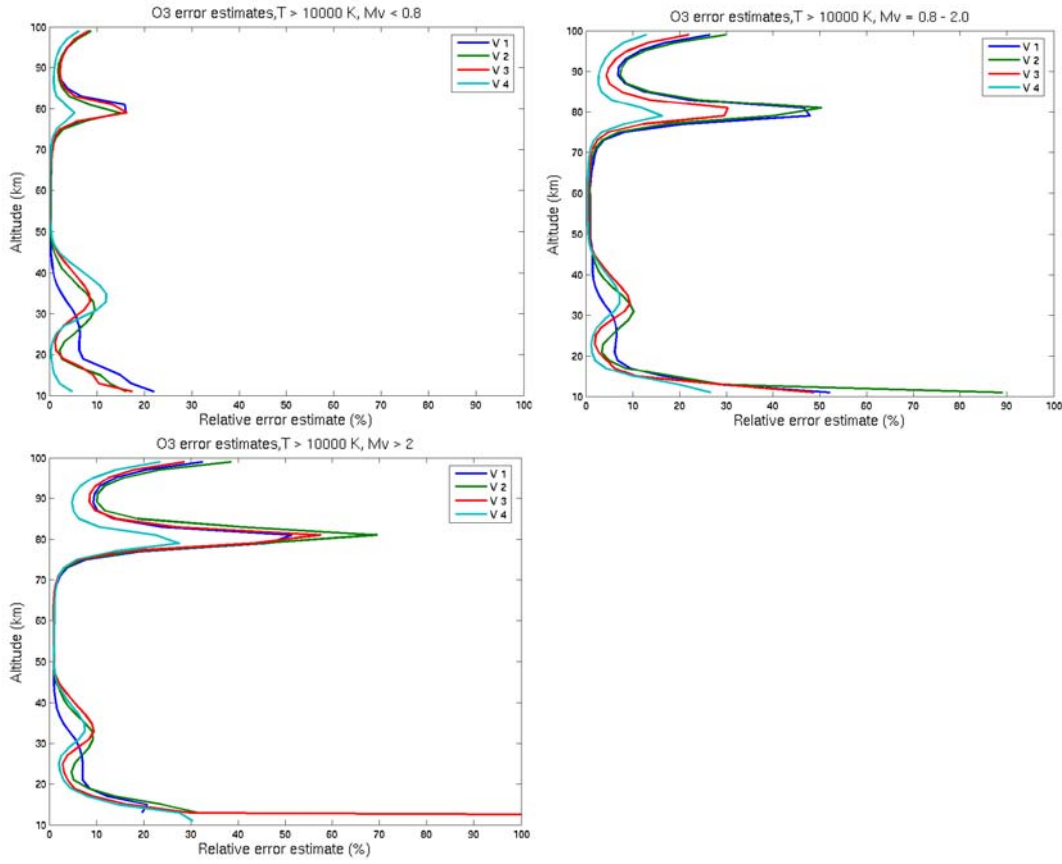 O3 error estimates,T > 10000 K, Mv < 0.8
100
90
80
70
60
50
40
30
20
10
Altitude (km)
0 10 20 30 40 50 60 70 80 90 100
Relative error estimate (%)
V 1
V 2
V 3
V 4
O3 error estimates,T > 10000 K, Mv = 0.8 - 2.0
100
90
80
70
60
50
40
30
20
10
Altitude (km)
0 10 20 30 40 50 60 70 80 90 100
Relative error estimate (%)
V 1
V 2
V 3
V 4
O3 error estimates,T > 10000 K, Mv > 2
100
90
80
70
60
50
40
30
20
10
Altitude (km)
0 10 20 30 40 50 60 70 80 90 100
Relative error estimate (%)
V 1
V 2
V 3
V 4